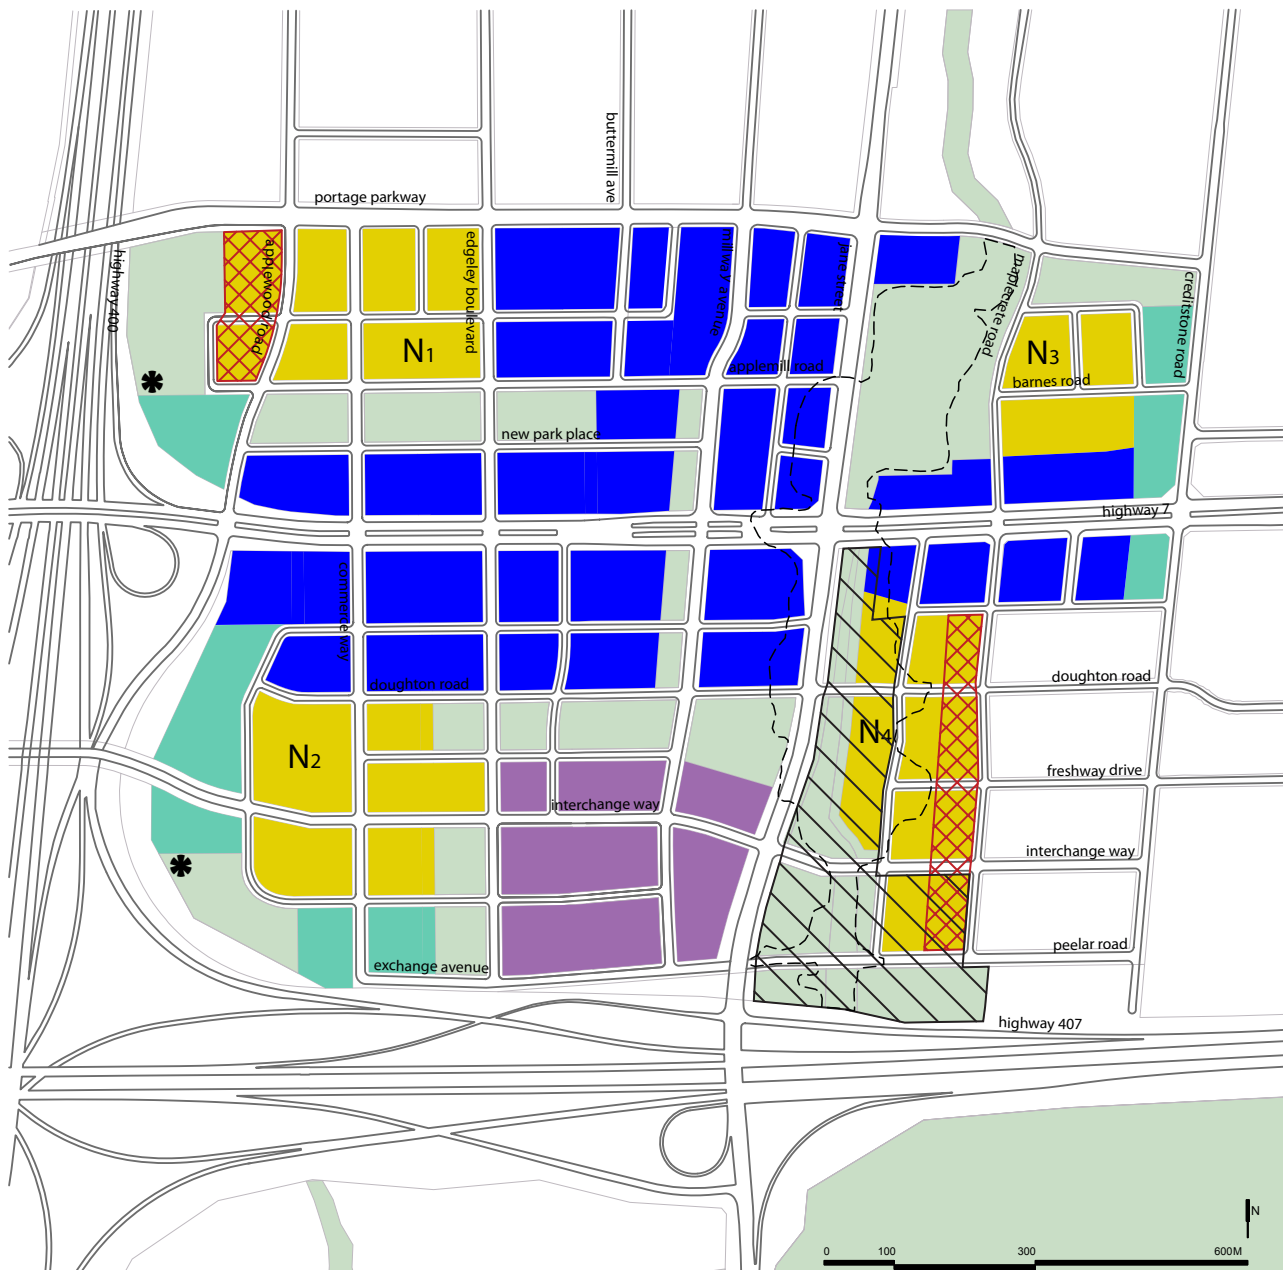 buttermill ave
portage parkway
applewood road
edgeley boulevard
millway avenue
jane street
maplecrete road
creditstone road
highway 400
N1
N3
applemill road
barnes road
new park place
highway 7
commerce way
doughton road
doughton road
N2
N4
freshway drive
interchange way
interchange way
peelar road
exchange avenue
highway 407
N
0 100 300 600M